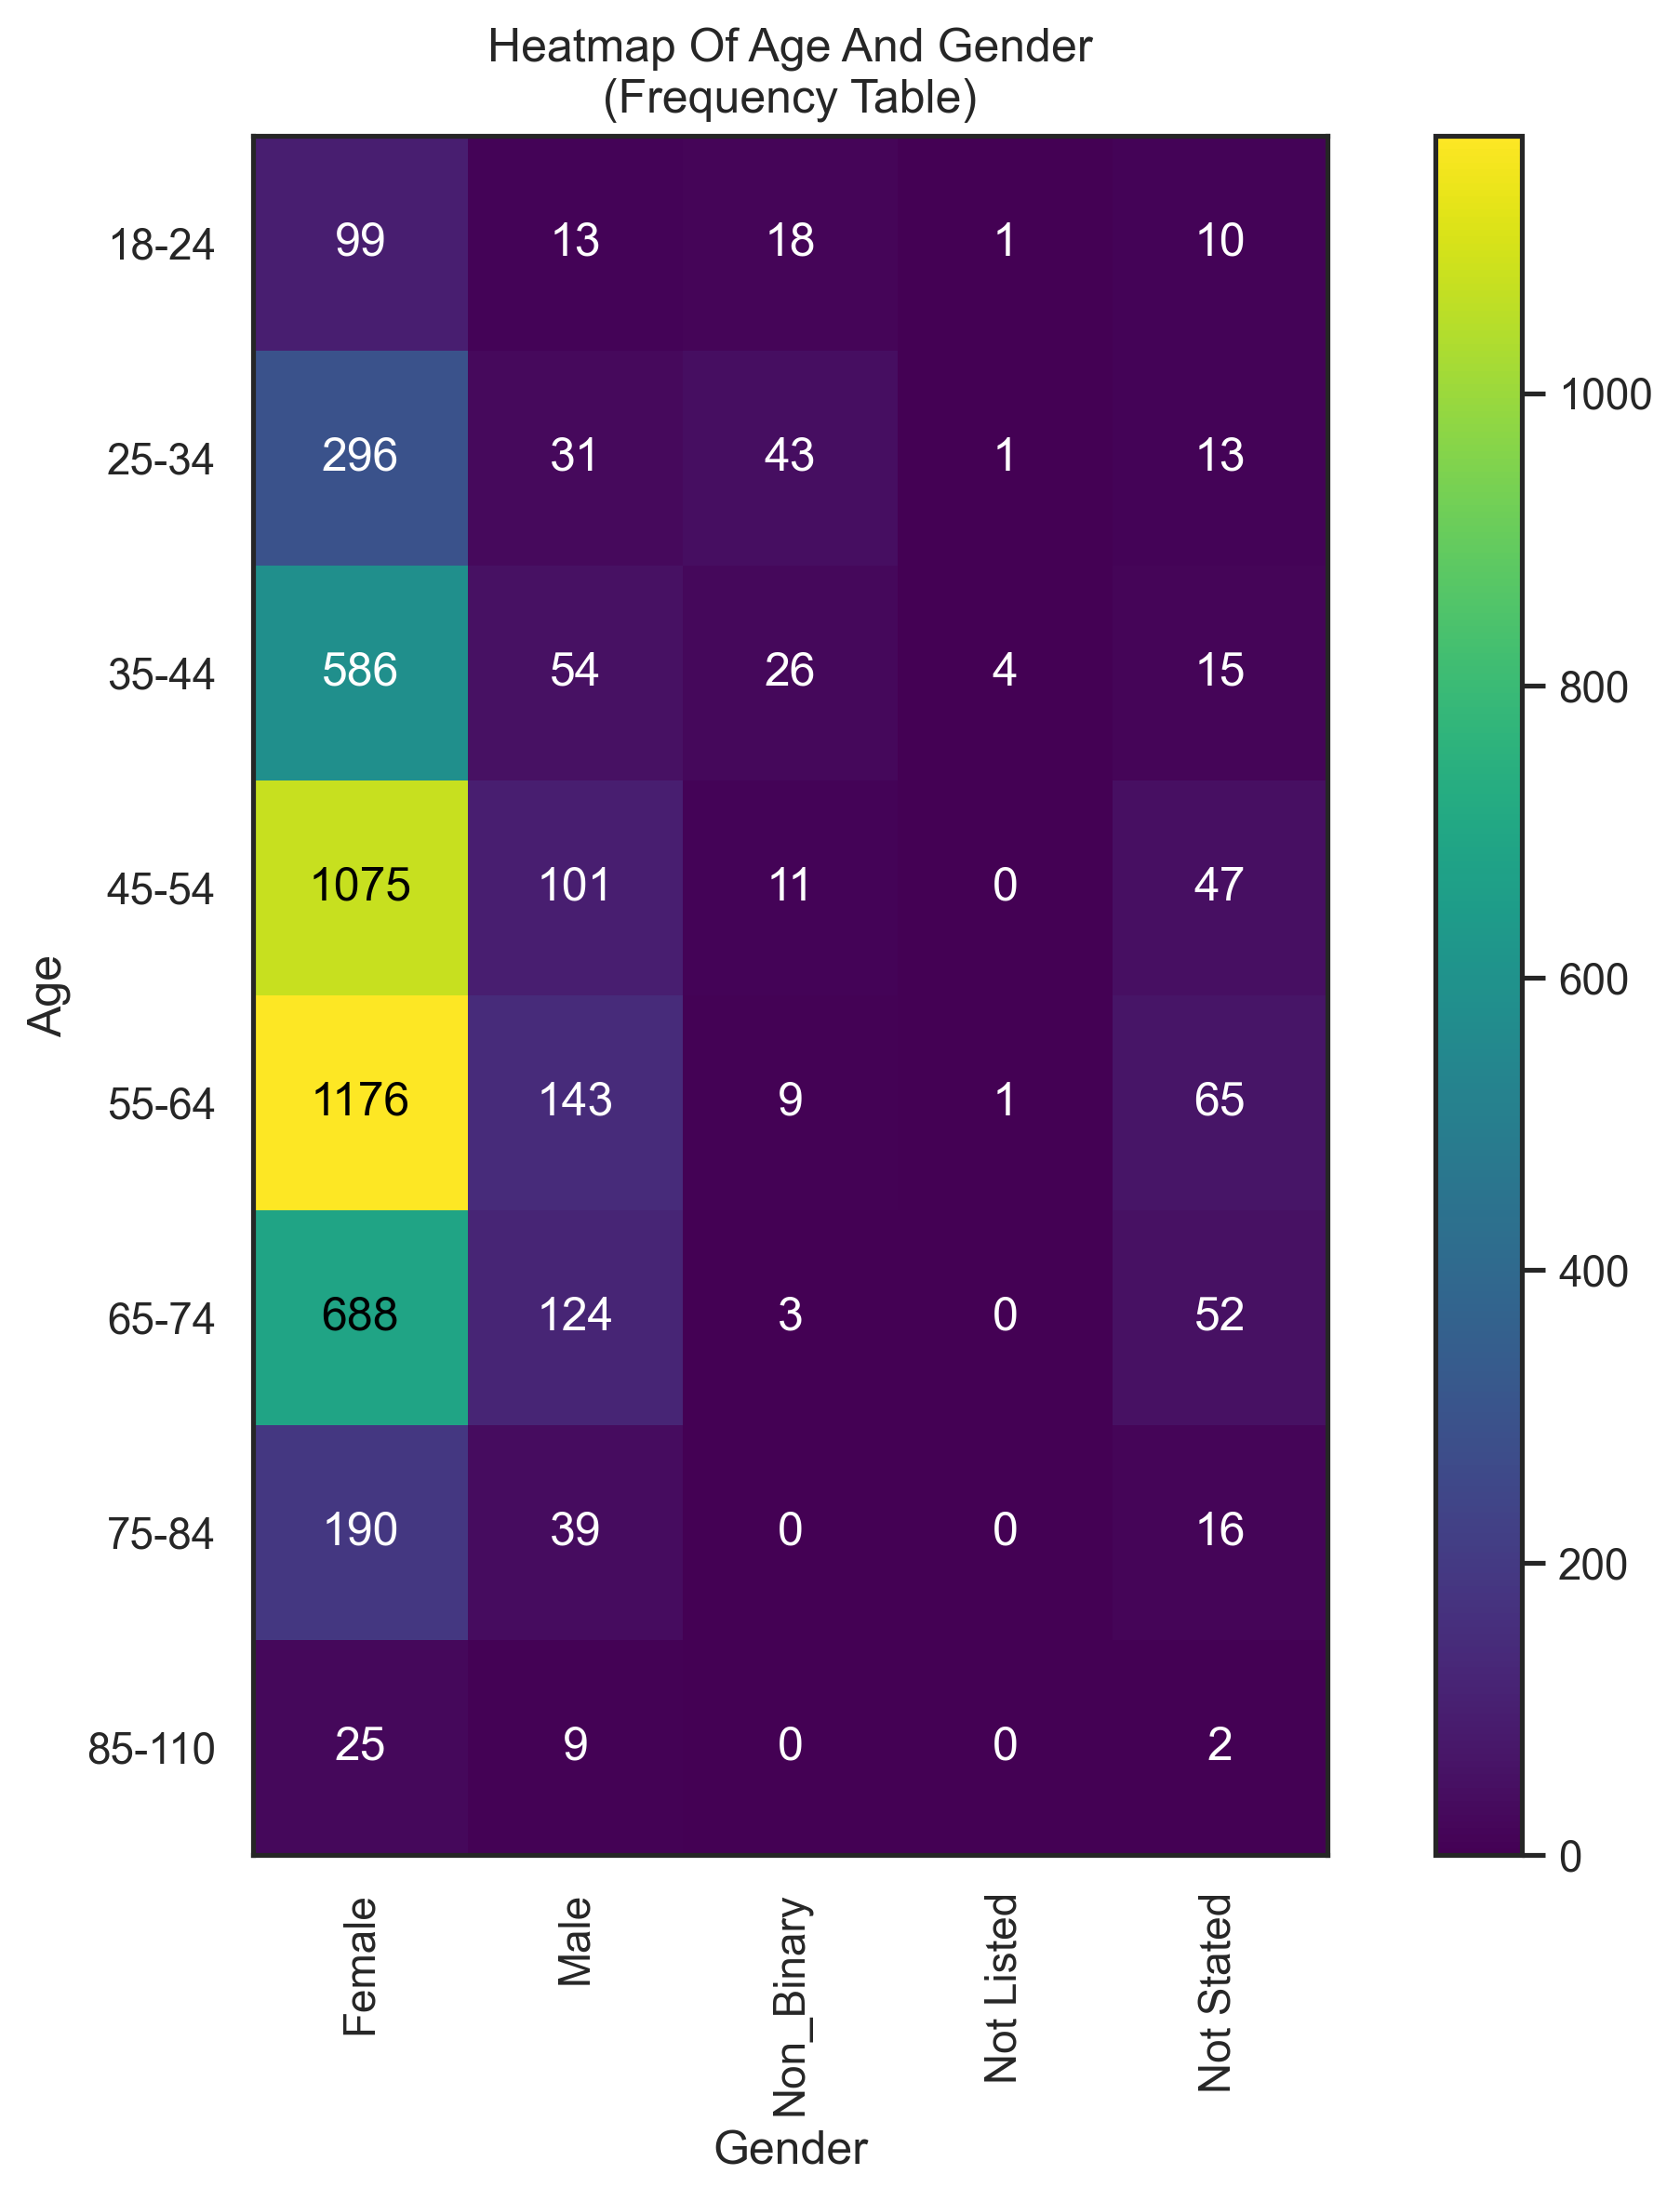 Heatmap Of Age And Gender
(Frequency Table)
18-24 99 13 18 1 10
25-34 296 31 43 1 13
35-44 586 54 26 4 15
45-54 1075 101 11 0 47
55-64 1176 143 9 1 65
65-74 688 124 3 0 52
75-84 190 39 0 0 16
85-110 25 9 0 0 2
Age
Female Male Non_Binary Not Listed Not Stated
Gender
1000
800
600
400
200
0